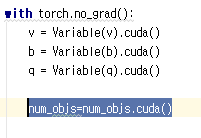 with torch.no_grad():
    v = Variable(v).cuda()
    b = Variable(b).cuda()
    q = Variable(q).cuda()
    num_objs=num_objs.cuda()